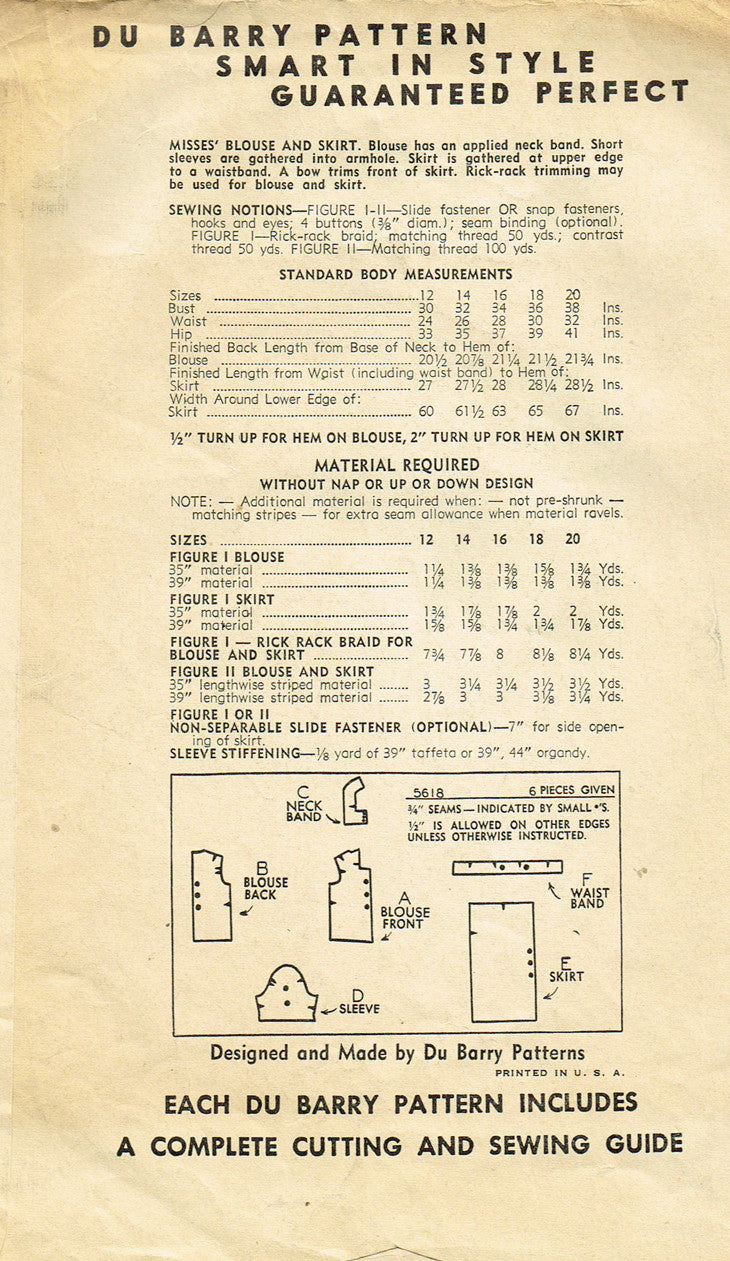 DU BARRY PATTERN
SMART IN STYLE
GUARANTEED PERFECT
MISSES' BLOUSE AND SKIRT. Blouse has an applied neck band. Short
sleeves are gathered into armhole. Skirt is gathered at upper edge
to a waistband. A bow trims front of skirt. Rick-rack trimming may
be used for blouse and skirt.
SEWING NOTIONS—FIGURE I-II—Slide fastener OR snap fasteners,
hooks and eyes; 4 buttons (⅜" diam.); seam binding (optional).
FIGURE I—Rick-rack braid; matching thread 50 yds.; contrast
thread 50 yds. FIGURE II—Matching thread 100 yds.
STANDARD BODY MEASUREMENTS
Sizes ........ 12 14 16 18 20
Bust ........ 30 32 34 36 38 Ins.
Waist ........ 24 26 28 30 32 Ins.
Hip ........ 33 35 37 39 41 Ins.
Finished Back Length from Base of Neck to Hem of:
Blouse ........ 20½ 20⅞ 21¼ 21½ 21¾ Ins.
Finished Length from Waist (including waist band) to Hem of:
Skirt ........ 27 27½ 28 28¼ 28½ Ins.
Width Around Lower Edge of:
Skirt ........ 60 61½ 63 65 67 Ins.
½" TURN UP FOR HEM ON BLOUSE, 2" TURN UP FOR HEM ON SKIRT
MATERIAL REQUIRED
WITHOUT NAP OR UP OR DOWN DESIGN
NOTE: — Additional material is required when: — not pre-shrunk —
matching stripes — for extra seam allowance when material ravels.
SIZES ........ 12 14 16 18 20
FIGURE I BLOUSE
35" material ........ 1¼ 1⅜ 1⅜ 1⅝ 1¾ Yds.
39" material ........ 1¼ 1⅜ 1⅜ 1⅜ 1⅜ Yds.
FIGURE I SKIRT
35" material ........ 1¾ 1⅞ 1⅞ 2 2 Yds.
39" material ........ 1⅝ 1⅝ 1¾ 1¾ 1⅞ Yds.
FIGURE I — RICK RACK BRAID FOR
BLOUSE AND SKIRT ........ 7¾ 7⅞ 8 8⅛ 8¼ Yds.
FIGURE II BLOUSE AND SKIRT
35" lengthwise striped material ........ 3 3¼ 3¼ 3½ 3½ Yds.
39" lengthwise striped material ........ 2⅞ 3 3 3⅛ 3¼ Yds.
FIGURE I OR II
NON-SEPARABLE SLIDE FASTENER (OPTIONAL)—7" for side open-
ing of skirt.
SLEEVE STIFFENING—⅛ yard of 39" taffeta or 39", 44" organdy.
5618 6 PIECES GIVEN
¾" SEAMS—INDICATED BY SMALL •'S.
½" IS ALLOWED ON OTHER EDGES
UNLESS OTHERWISE INSTRUCTED.
C
NECK
BAND
B
BLOUSE
BACK
A
BLOUSE
FRONT
F
WAIST
BAND
E
SKIRT
D
SLEEVE
Designed and Made by Du Barry Patterns
PRINTED IN U. S. A.
EACH DU BARRY PATTERN INCLUDES
A COMPLETE CUTTING AND SEWING GUIDE